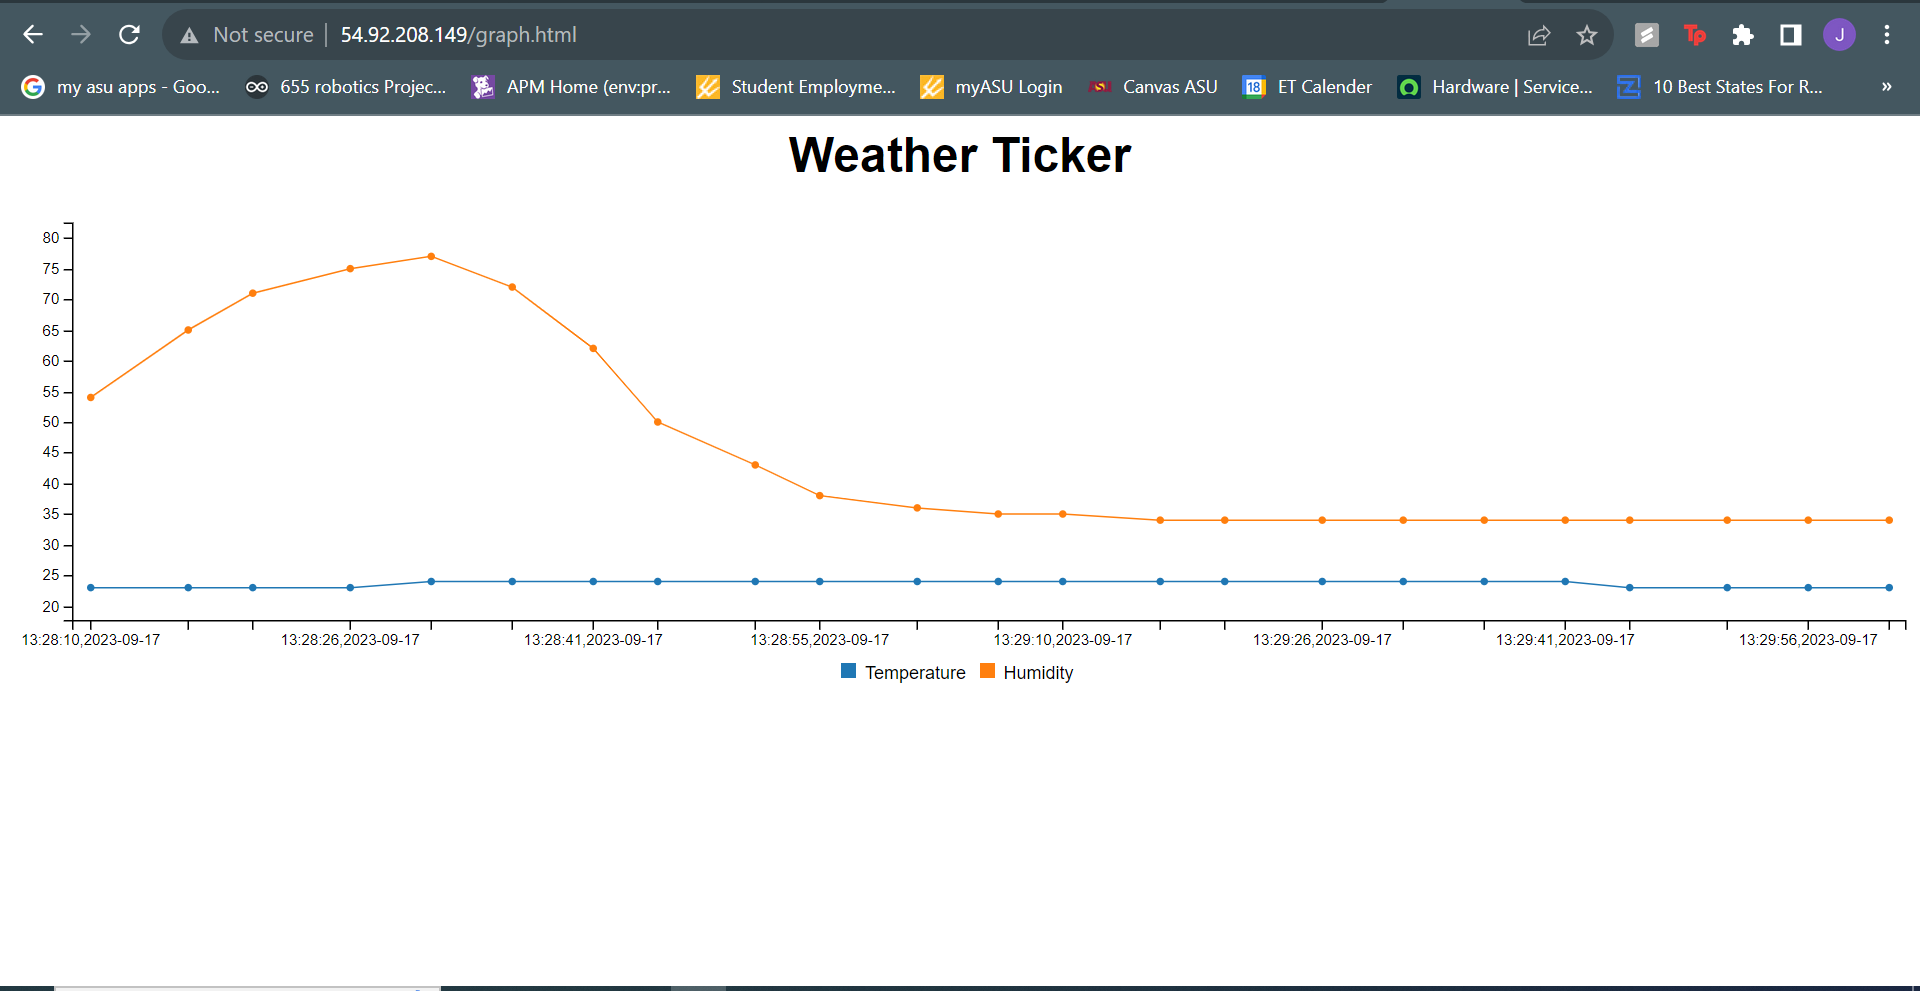 Not secure 54.92.208.149/graph.html J
my asu apps - Goo... 655 robotics Projec... APM Home (env:pr... Student Employme... myASU Login Canvas ASU 18 ET Calender Hardware | Service... 10 Best States For R... »
Weather Ticker
80
75
70
65
60
55
50
45
40
35
30
25
20
13:28:10,2023-09-17 13:28:26,2023-09-17 13:28:41,2023-09-17 13:28:55,2023-09-17 13:29:10,2023-09-17 13:29:26,2023-09-17 13:29:41,2023-09-17 13:29:56,2023-09-17
Temperature Humidity